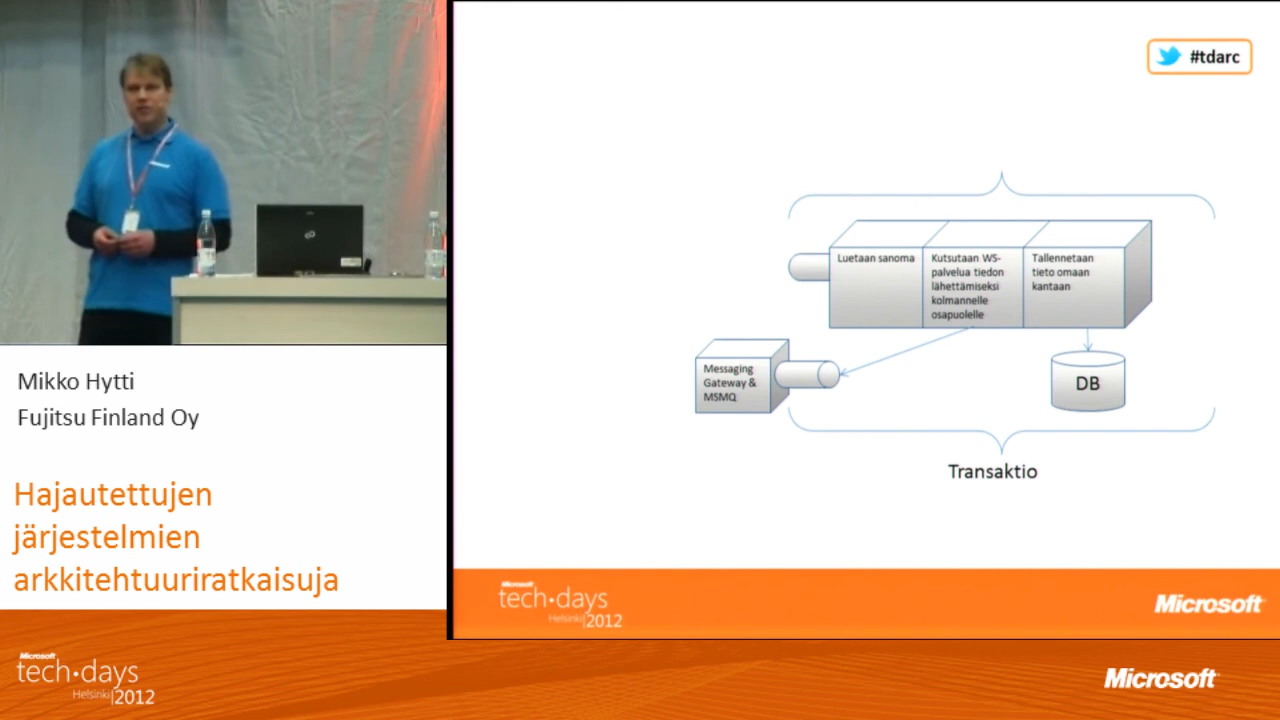 #tdarc
Luetaan sanoma
Kutsutaan WS-
palvelua tiedon
lähettämiseksi
kolmannelle
osapuolelle
Tallennetaan
tieto omaan
kantaan
Messaging
Gateway &
MSMQ
DB
Transaktio
Microsoft
tech·days
Helsinki|2012
Microsoft
Mikko Hytti
Fujitsu Finland Oy
Hajautettujen
järjestelmien
arkkitehtuuriratkaisuja
Microsoft
tech·days
Helsinki|2012
Microsoft